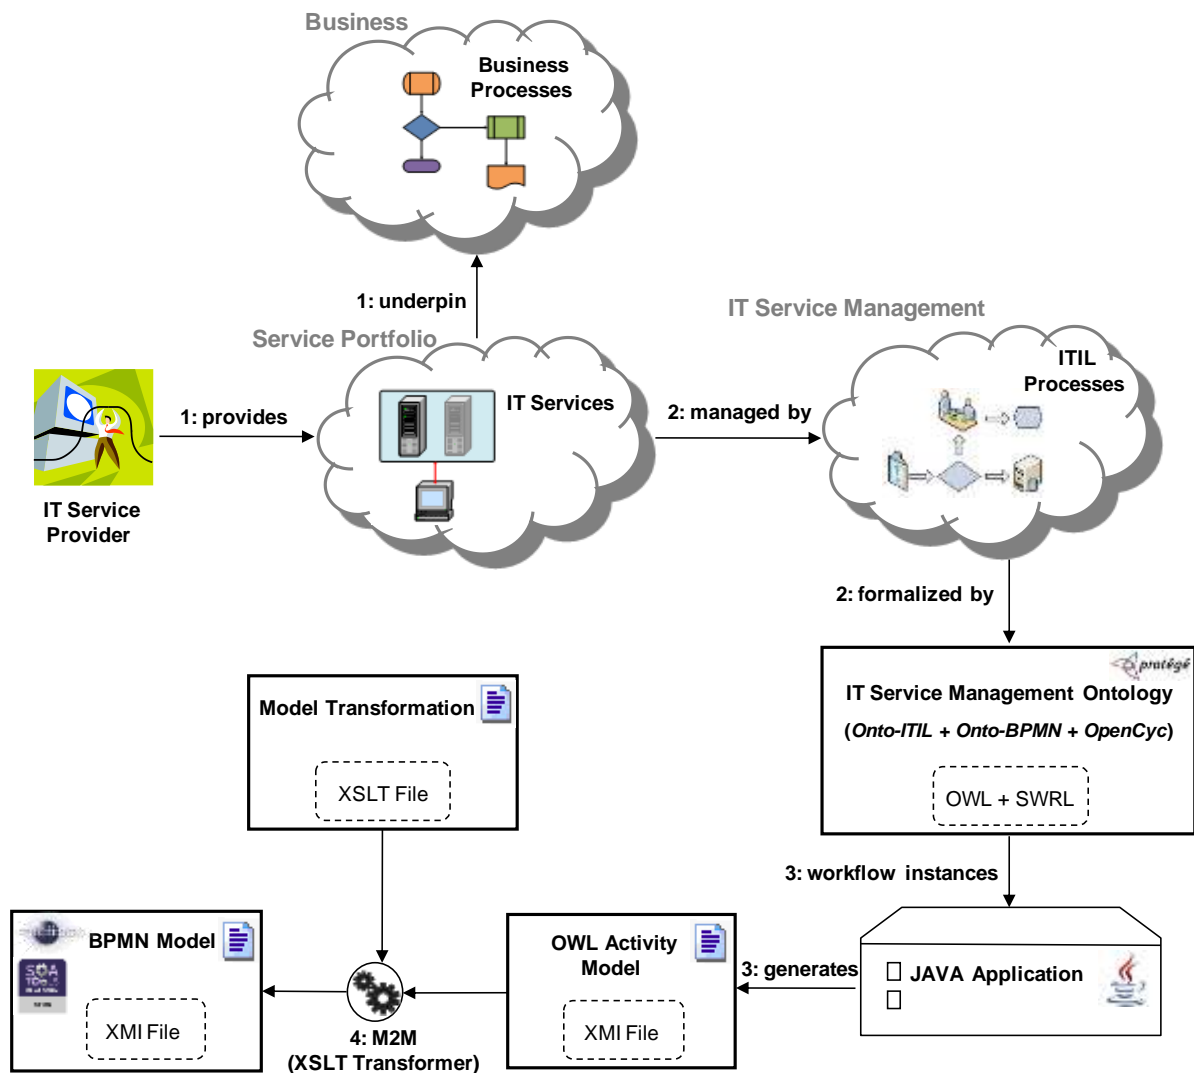 Business
Business
Processes
1: underpin
IT Service Management
Service Portfolio
ITIL
Processes
IT Services
1: provides
2: managed by
IT Service
Provider
2: formalized by
protégé
IT Service Management Ontology
(Onto-ITIL + Onto-BPMN + OpenCyc)
OWL + SWRL
Model Transformation
XSLT File
3: workflow instances
BPMN Model
XMI File
OWL Activity
Model
XMI File
3: generates
JAVA Application
Java
4: M2M
(XSLT Transformer)
SOA